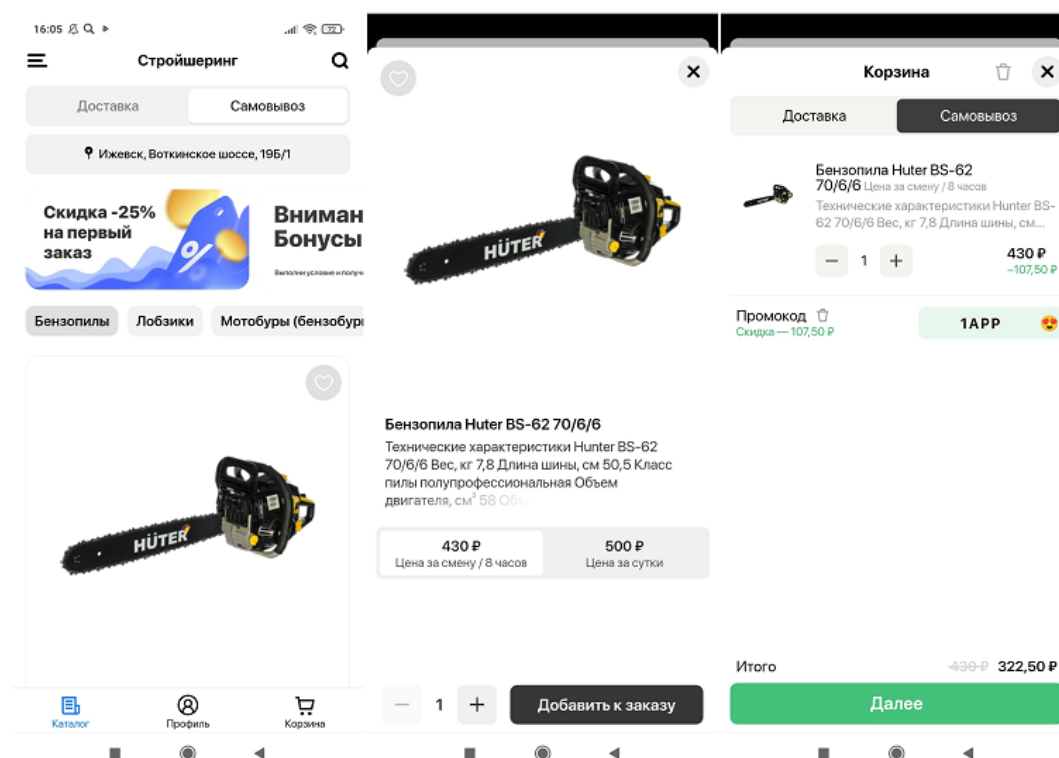 16:05
72
Стройшеринг
Доставка
Самовывоз
Ижевск, Воткинское шоссе, 19Б/1
Скидка -25%
на первый
заказ
%
Вниман
Бонусы
Выполни условие и получ
Бензопилы
Лобзики
Мотобуры (бензобур
HÜTER
Каталог
Профиль
Корзина
HÜTER
Бензопила Huter BS-62 70/6/6
Технические характеристики Hunter BS-62
70/6/6 Вес, кг 7,8 Длина шины, см 50,5 Класс
пилы полупрофессиональная Объем
двигателя, см³ 58 Объ
430 ₽
Цена за смену / 8 часов
500 ₽
Цена за сутки
1
Добавить к заказу
Корзина
Доставка
Самовывоз
Бензопила Huter BS-62
70/6/6 Цена за смену / 8 часов
Технические характеристики Hunter BS-
62 70/6/6 Вес, кг 7,8 Длина шины, см...
1
430 ₽
−107,50 ₽
Промокод
Скидка — 107,50 ₽
1APP
Итого
430 ₽ 322,50 ₽
Далее